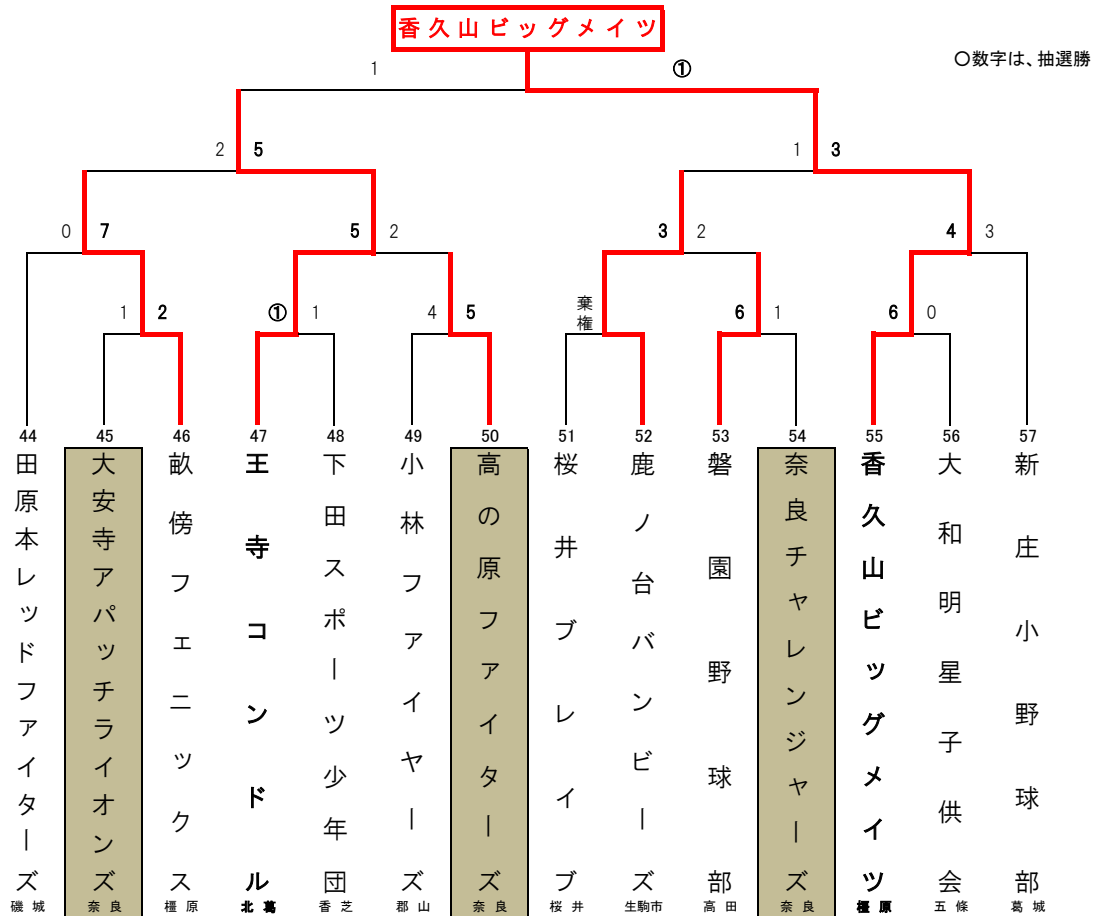 香久山ビッグメイツ
〇数字は、抽選勝
1 ①
2 5 1 3
0 7 5 2 3 2 4 3
1 2 ① 1 4 5 棄権 6 1 6 0
44 45 46 47 48 49 50 51 52 53 54 55 56 57
田原本レッドファイターズ
大安寺アパッチライオンズ
畝傍フェニックス
王寺コンドル
下田スポーツ少年団
小林ファイヤーズ
高の原ファイターズ
桜井ブレイブ
鹿ノ台バンビーズ
磐園野球部
奈良チャレンジャーズ
香久山ビッグメイツ
大和明星子供会
新庄小野球部
磯城 奈良 橿原 北葛 香芝 郡山 奈良 桜井 生駒市 高田 奈良 橿原 五條 葛城